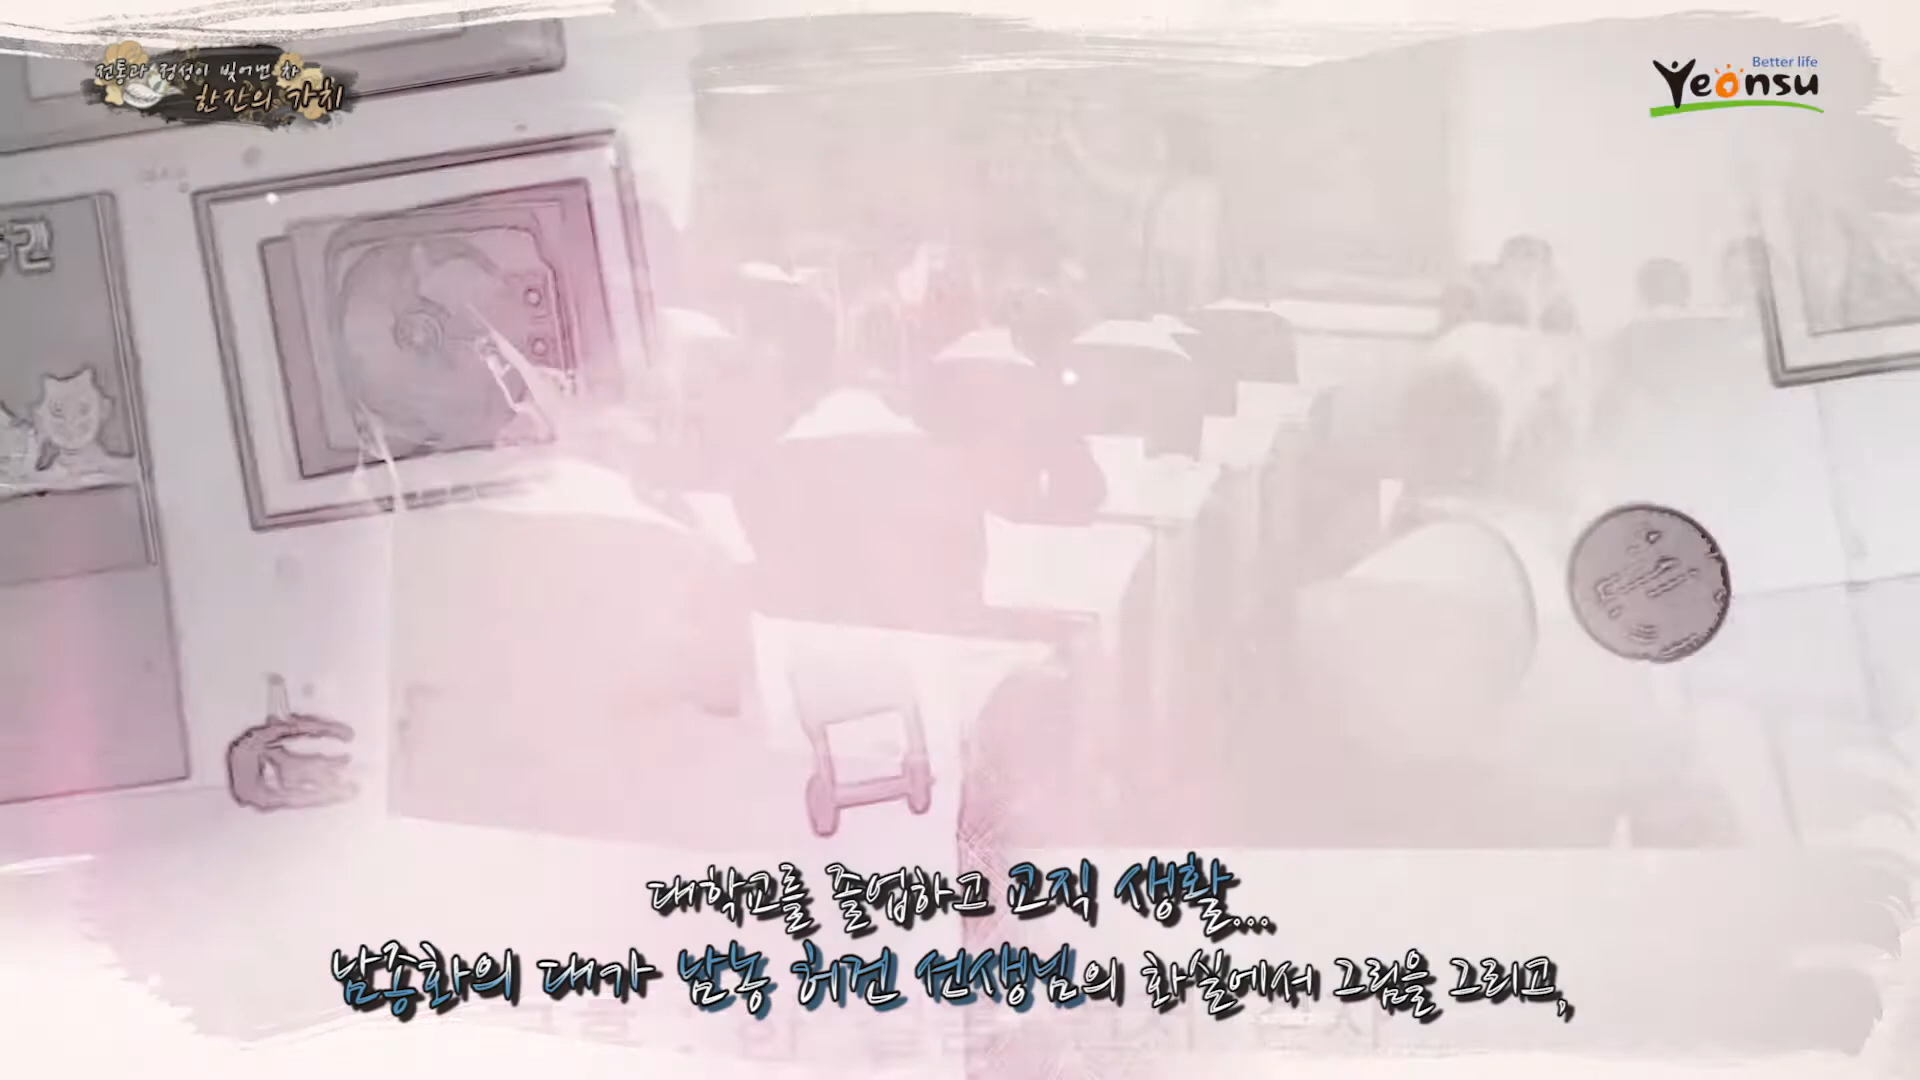 전통과 정성이 빚어낸 차
한잔의 가치
Better life
Yeonsu
대학교를 졸업하고 교직 생활...
남종화의 대가 남농 허건 선생님의 화실에서 그림을 그리고,